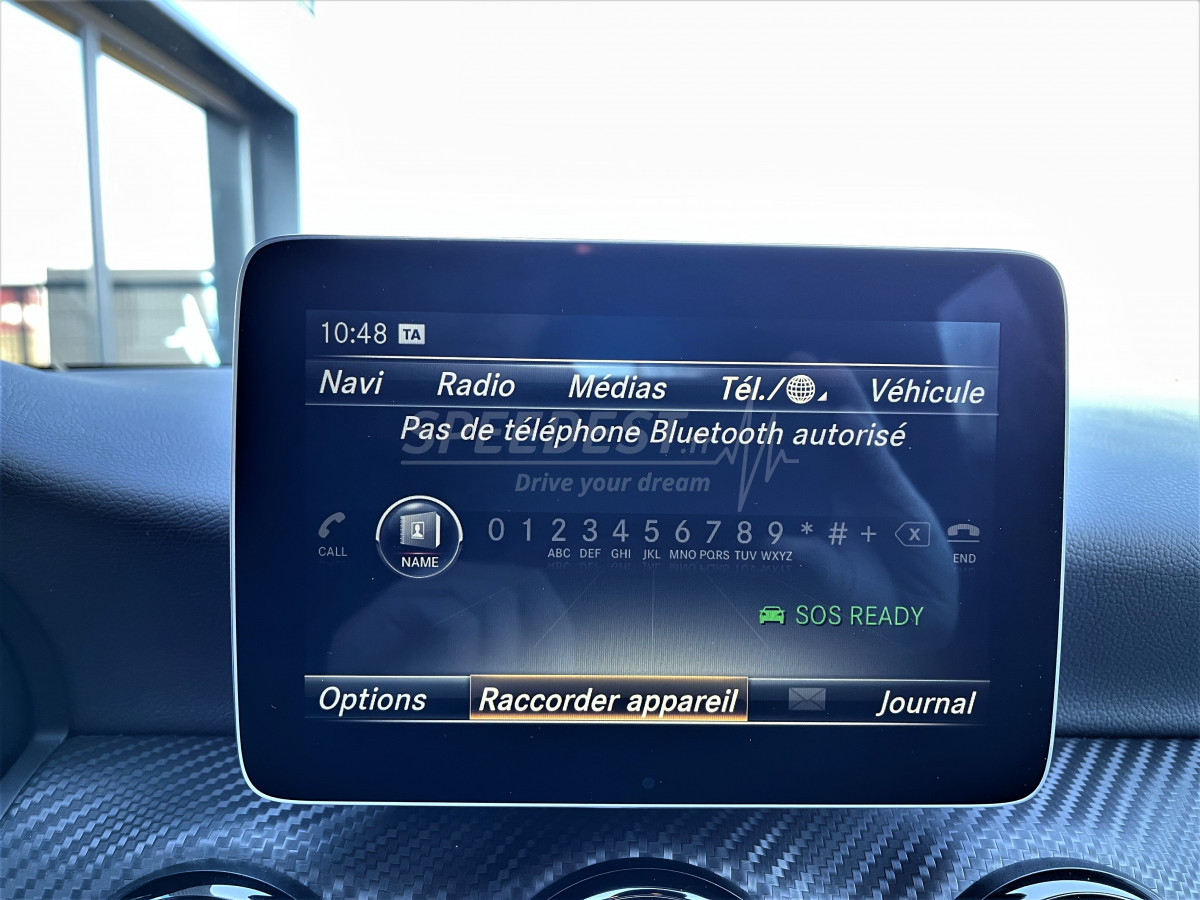 10:48 TA
Navi Radio Médias Tél./ Véhicule
Pas de téléphone Bluetooth autorisé
SPEEDEST.fr
Drive your dream
CALL NAME 0 1 2 3 4 5 6 7 8 9 * # + X END
ABC DEF GHI JKL MNO PQRS TUV WXYZ
SOS READY
Options Raccorder appareil Journal